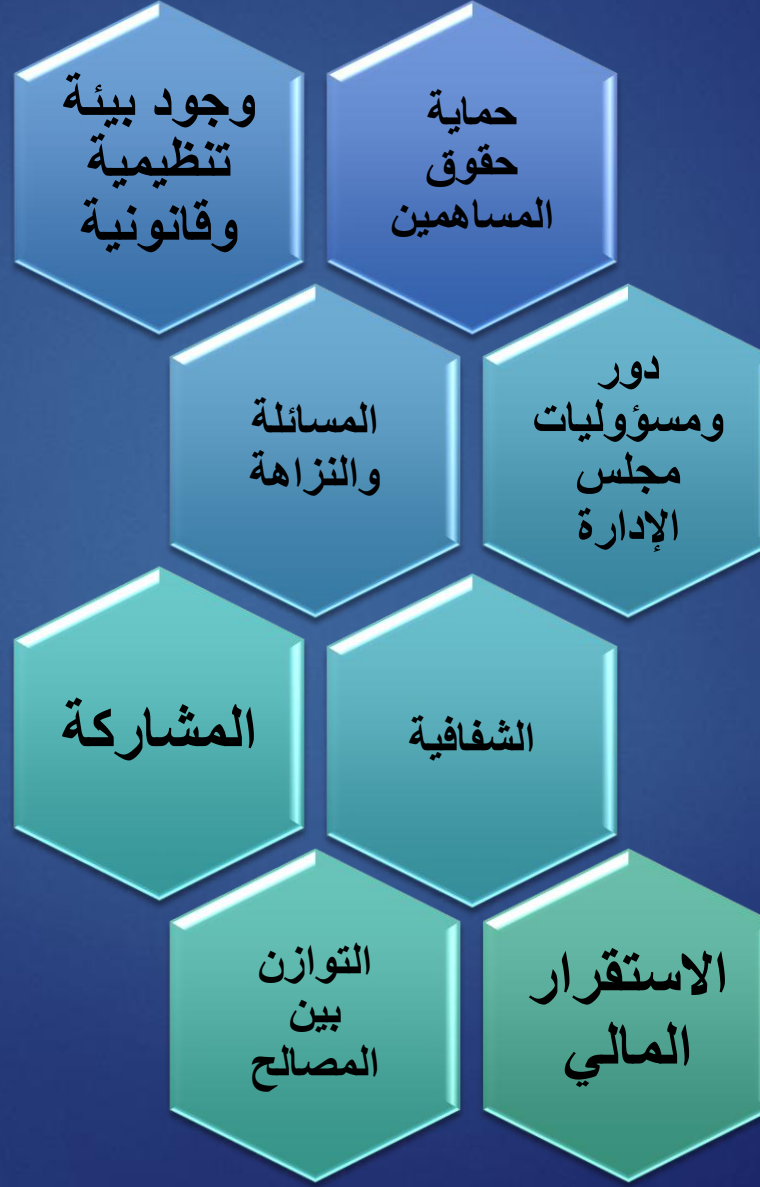 حماية
حقوق
المساهمين
وجود بيئة
تنظيمية
وقانونية
دور
ومسؤوليات
مجلس
الإدارة
المسائلة
والنزاهة
الشفافية
المشاركة
الاستقرار
المالي
التوازن
بين
المصالح